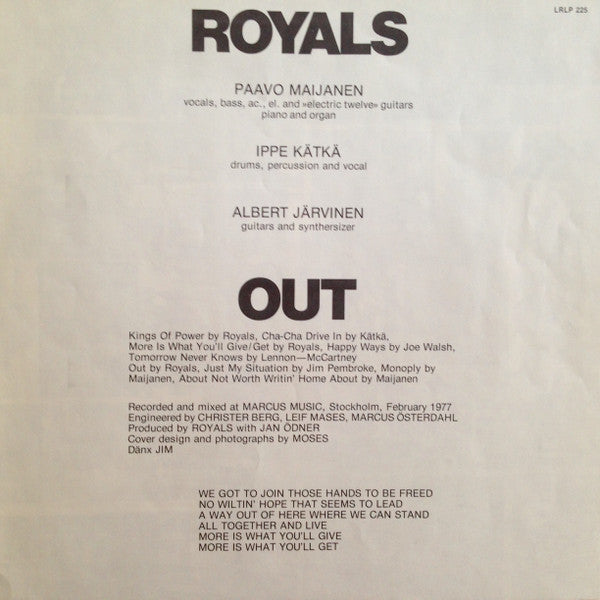 LRLP 225
ROYALS
PAAVO MAIJANEN
vocals, bass, ac., el. and »electric twelve» guitars
piano and organ
IPPE KÄTKÄ
drums, percussion and vocal
ALBERT JÄRVINEN
guitars and synthersizer
OUT
Kings Of Power by Royals, Cha-Cha Drive In by Kätkä,
More Is What You'll Give/Get by Royals, Happy Ways by Joe Walsh,
Tomorrow Never Knows by Lennon—McCartney
Out by Royals, Just My Situation by Jim Pembroke, Monoply by
Maijanen, About Not Worth Writin' Home About by Maijanen
Recorded and mixed at MARCUS MUSIC, Stockholm, February 1977
Engineered by CHRISTER BERG, LEIF MASES, MARCUS ÖSTERDAHL
Produced by ROYALS with JAN ÖDNER
Cover design and photographs by MOSES
Dänx JIM
WE GOT TO JOIN THOSE HANDS TO BE FREED
NO WILTIN' HOPE THAT SEEMS TO LEAD
A WAY OUT OF HERE WHERE WE CAN STAND
ALL TOGETHER AND LIVE
MORE IS WHAT YOU'LL GIVE
MORE IS WHAT YOU'LL GET